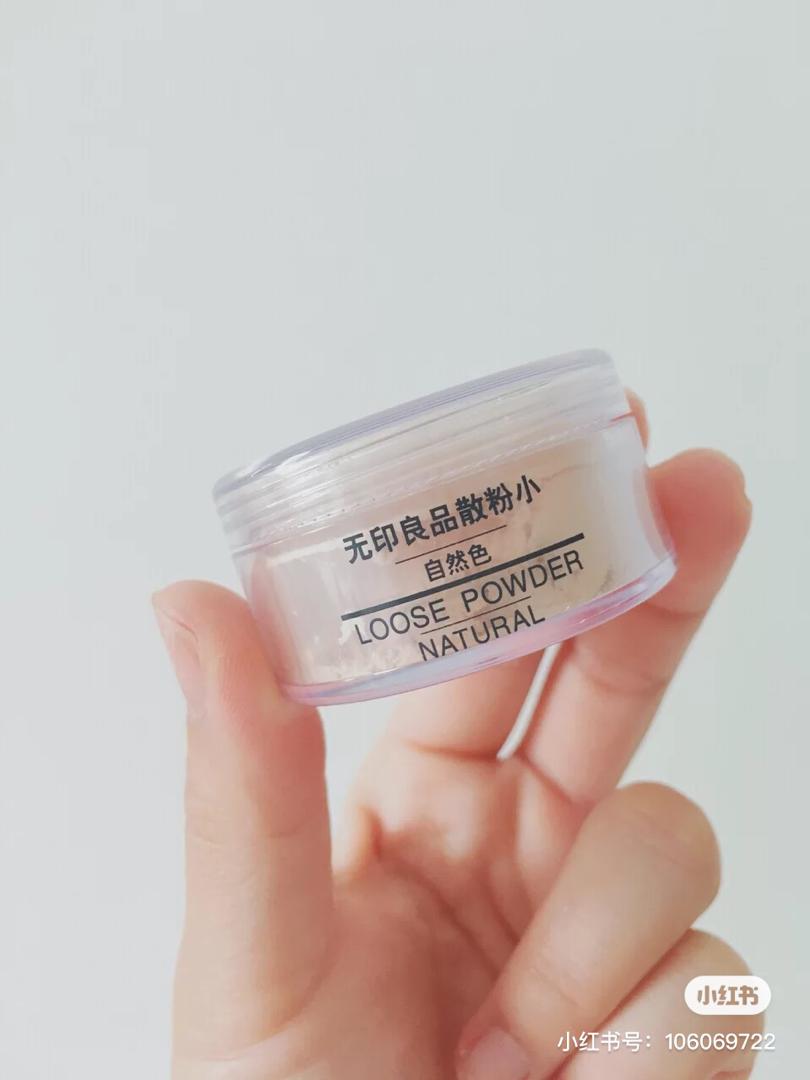 无印良品散粉小
自然色
LOOSE POWDER
NATURAL
小红书
小红书号：106069722